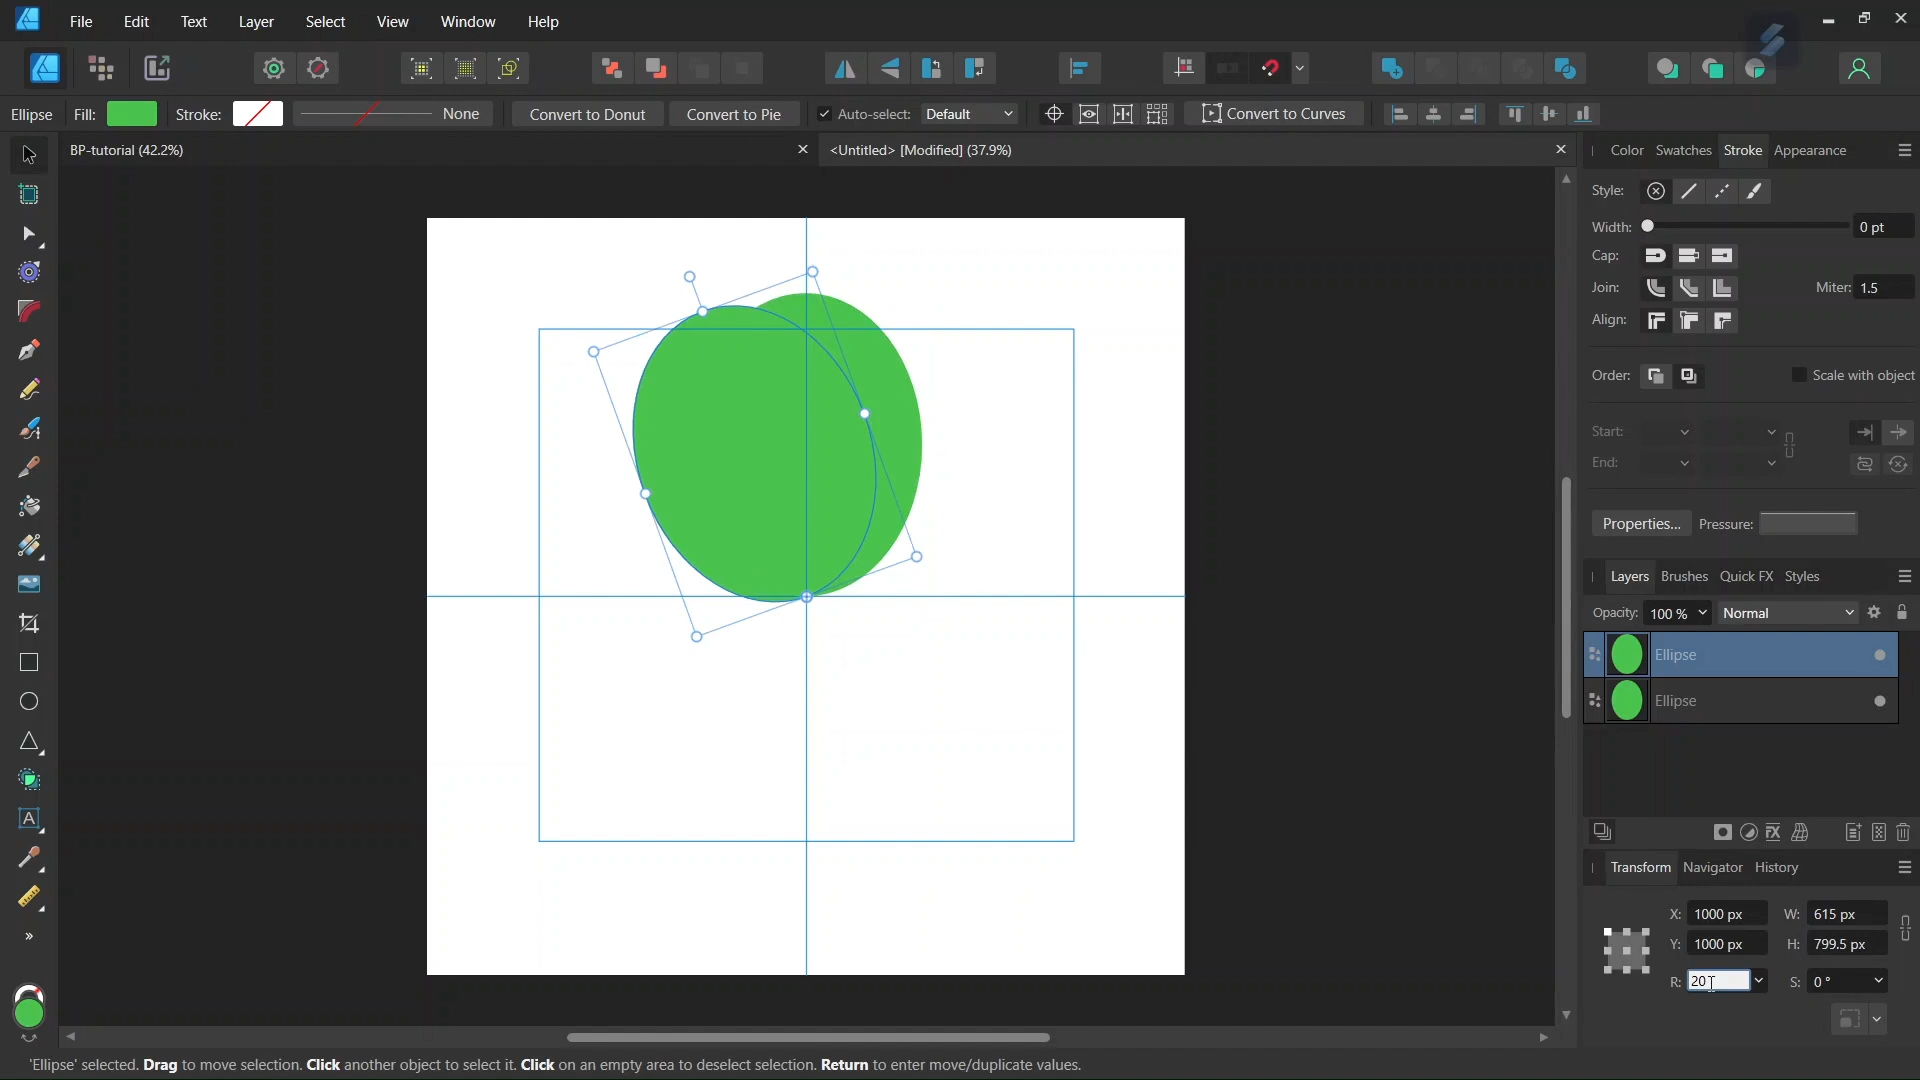 File Edit Text Layer Select View Window Help
Ellipse Fill: Stroke: None Convert to Donut Convert to Pie Auto-select: Default Convert to Curves
BP-tutorial (42.2%) <Untitled> [Modified] (37.9%)
Color Swatches Stroke Appearance
Style:
Width: 0 pt
Cap:
Join: Miter: 1.5
Align:
Order: Scale with object
Start:
End:
Properties... Pressure:
Layers Brushes Quick FX Styles
Opacity: 100 % Normal
Ellipse
Ellipse
Transform Navigator History
X: 1000 px W: 615 px
Y: 1000 px H: 799.5 px
R: 20 S: 0 °
'Ellipse' selected. Drag to move selection. Click another object to select it. Click on an empty area to deselect selection. Return to enter move/duplicate values.